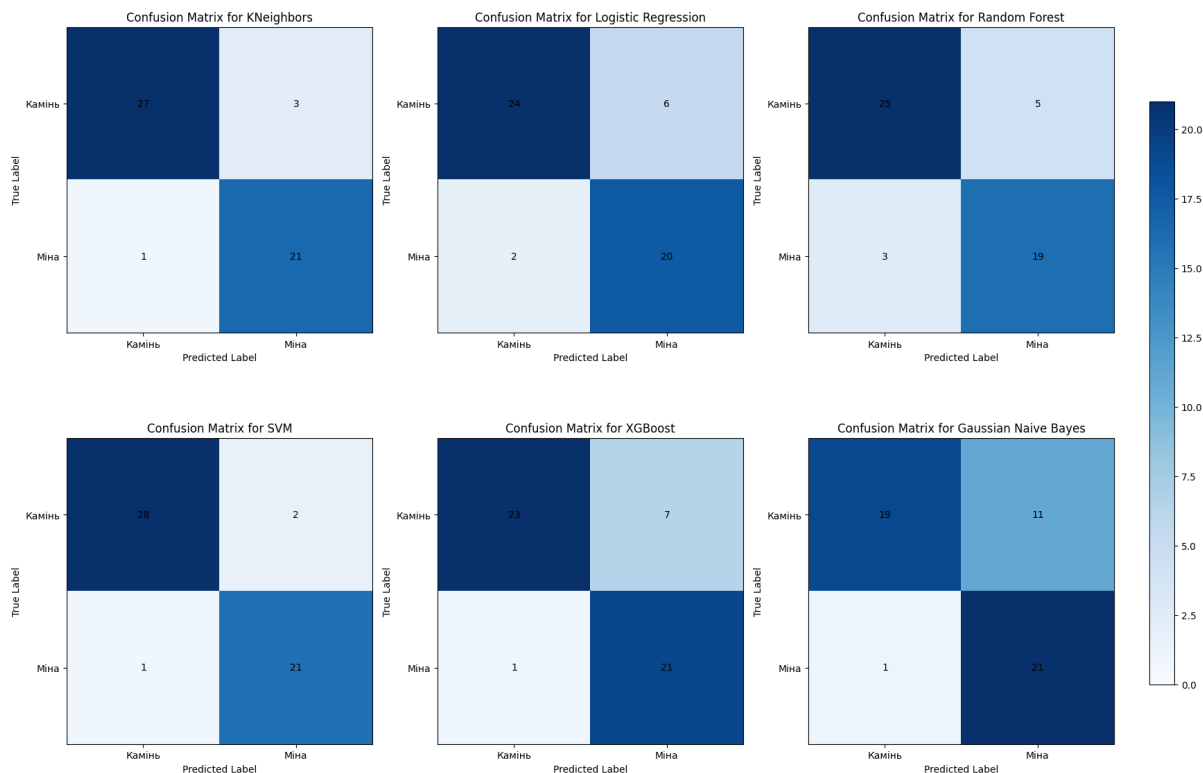 Confusion Matrix for KNeighbors
Камінь
27
3
True Label
Міна
1
21
Камінь
Міна
Predicted Label
Confusion Matrix for Logistic Regression
Камінь
24
6
True Label
Міна
2
20
Камінь
Міна
Predicted Label
Confusion Matrix for Random Forest
Камінь
25
5
True Label
Міна
3
19
Камінь
Міна
Predicted Label
Confusion Matrix for SVM
Камінь
28
2
True Label
Міна
1
21
Камінь
Міна
Predicted Label
Confusion Matrix for XGBoost
Камінь
23
7
True Label
Міна
1
21
Камінь
Міна
Predicted Label
Confusion Matrix for Gaussian Naive Bayes
Камінь
19
11
True Label
Міна
1
21
Камінь
Міна
Predicted Label
20.0
17.5
15.0
12.5
10.0
7.5
5.0
2.5
0.0